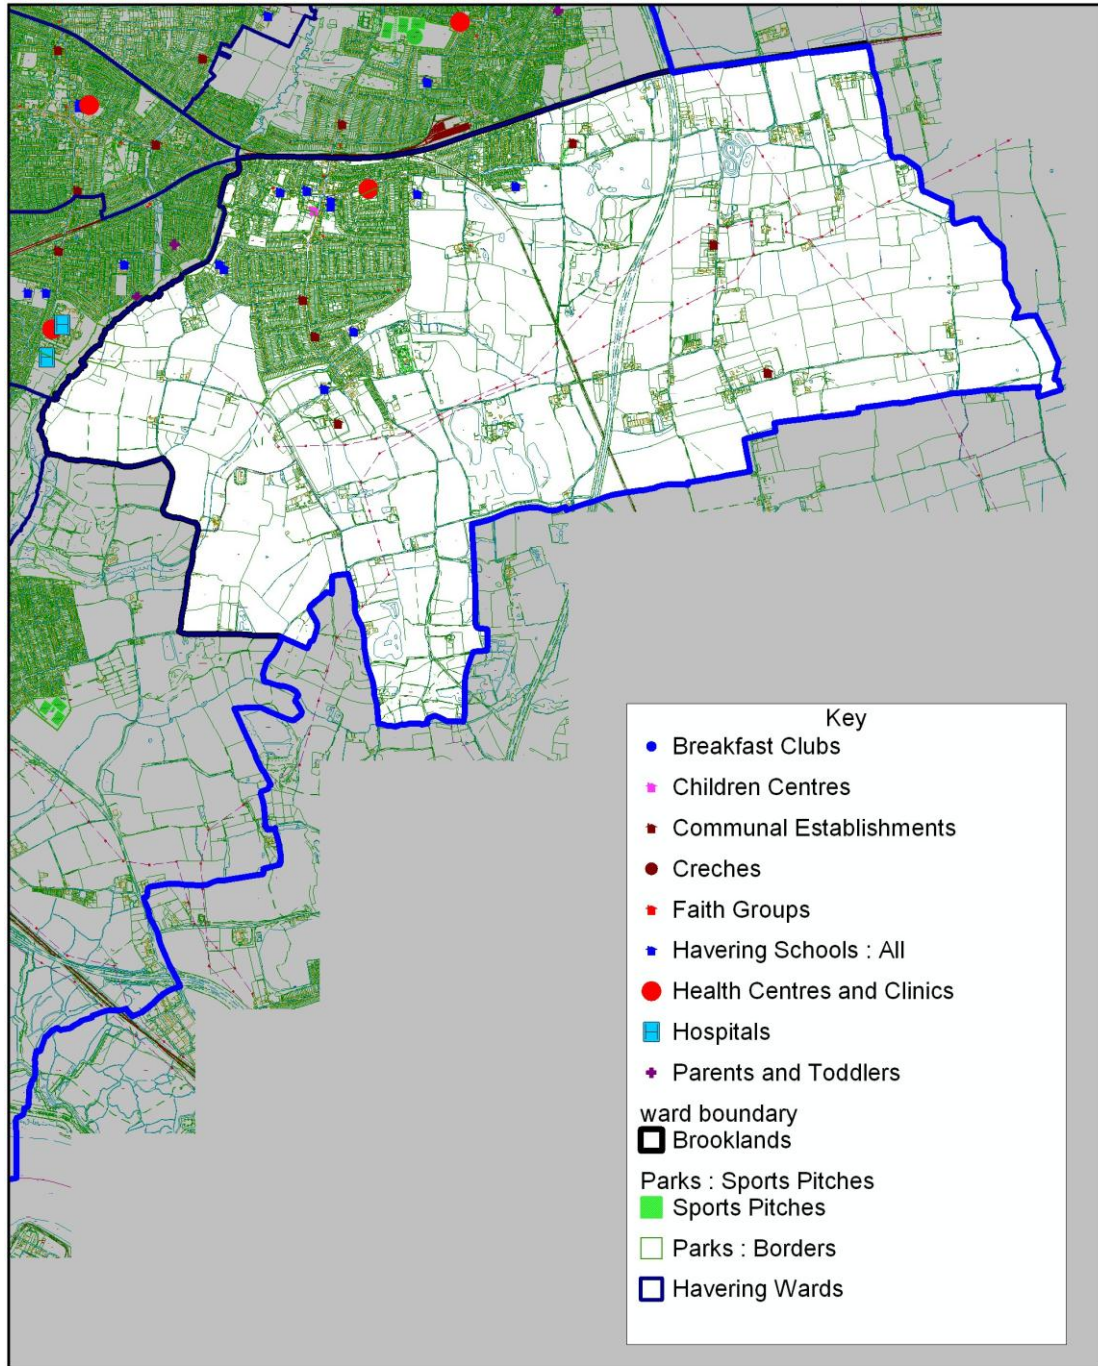 Key
Breakfast Clubs
Children Centres
Communal Establishments
Creches
Faith Groups
Havering Schools : All
Health Centres and Clinics
Hospitals
Parents and Toddlers
ward boundary
Brooklands
Parks : Sports Pitches
Sports Pitches
Parks : Borders
Havering Wards